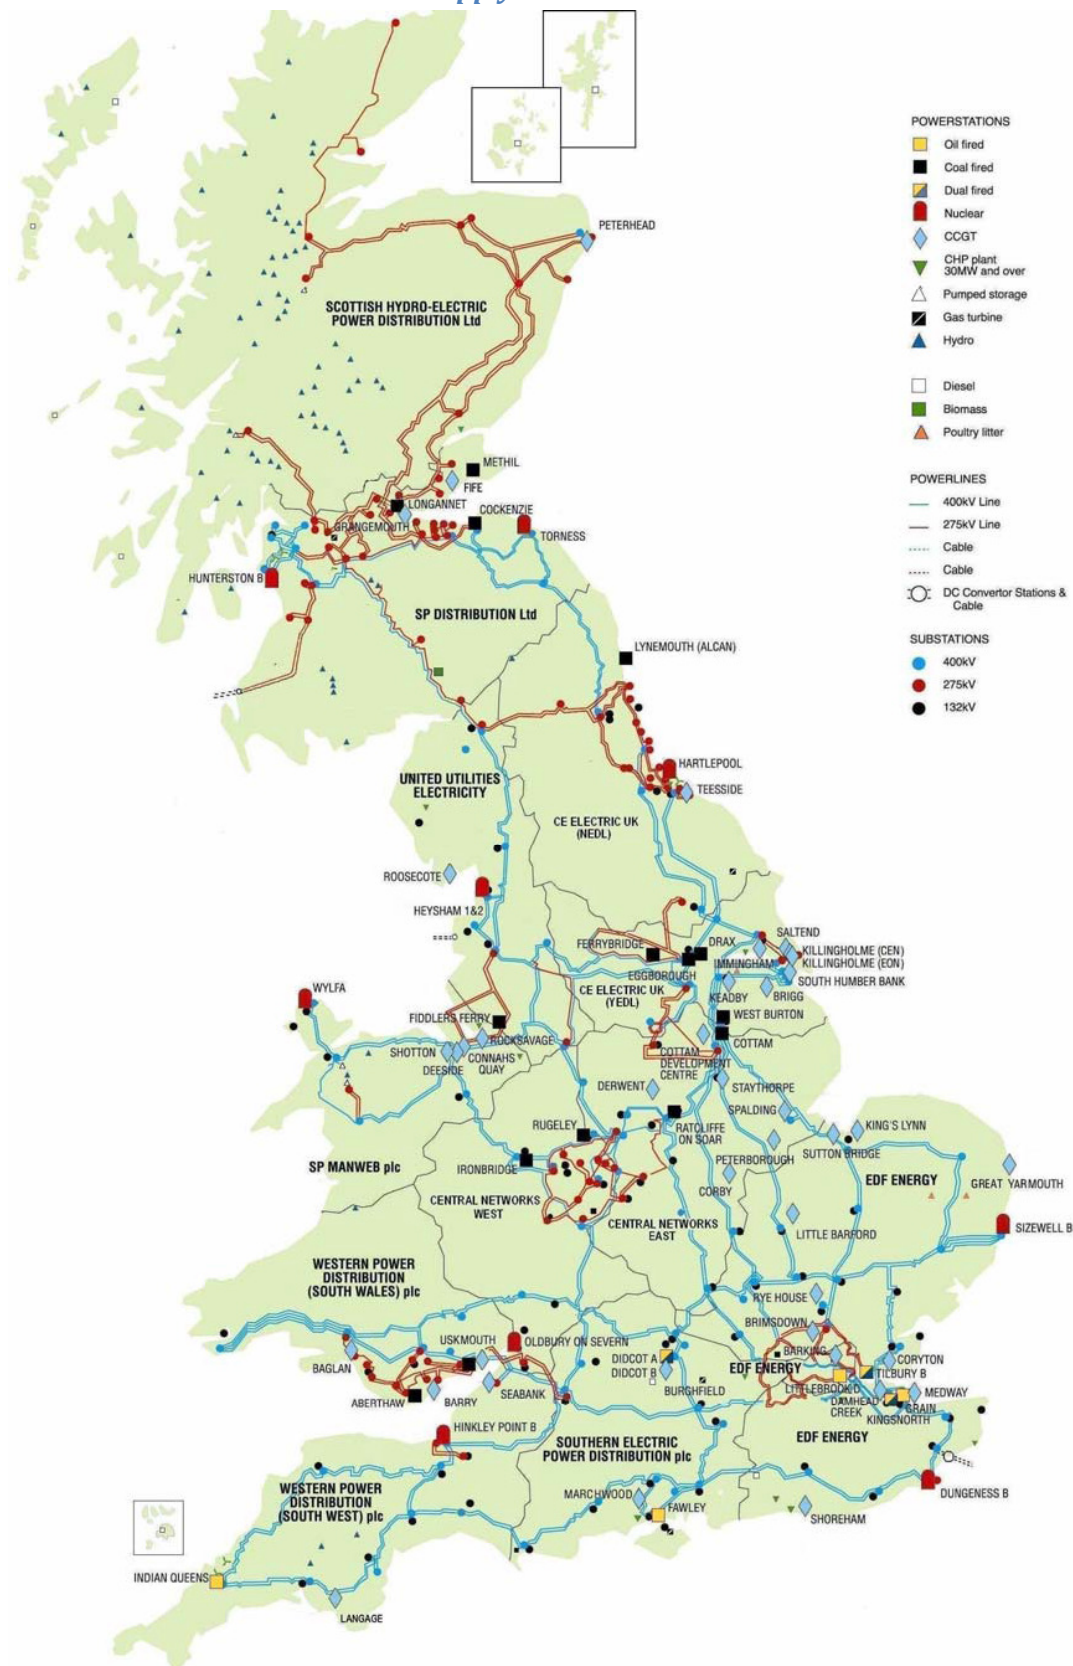 PETERHEAD
SCOTTISH HYDRO-ELECTRIC
POWER DISTRIBUTION Ltd
POWERSTATIONS
Oil fired
Coal fired
Dual fired
Nuclear
CCGT
CHP plant
30MW and over
Pumped storage
Gas turbine
Hydro
Diesel
Biomass
Poultry litter
POWERLINES
400kV Line
275kV Line
Cable
Cable
DC Convertor Stations &
Cable
SUBSTATIONS
400kV
275kV
132kV
METHIL
FIFE
LONGANNET
COCKENZIE
GRANGEMOUTH
TORNESS
HUNTERSTON B
SP DISTRIBUTION Ltd
LYNEMOUTH (ALCAN)
HARTLEPOOL
TEESSIDE
UNITED UTILITIES
ELECTRICITY
CE ELECTRIC UK
(NEDL)
ROOSECOTE
HEYSHAM 1&2
FERRYBRIDGE
DRAX
SALTEND
KILLINGHOLME (CEN)
KILLINGHOLME (EON)
IMMINGHAM
EGGBOROUGH
SOUTH HUMBER BANK
CE ELECTRIC UK
(YEDL)
KEADBY
BRIGG
WYLFA
FIDDLERS FERRY
WEST BURTON
ROCKSAVAGE
COTTAM
SHOTTON
CONNAHS
QUAY
DEESIDE
COTTAM
DEVELOPMENT
CENTRE
DERWENT
STAYTHORPE
SPALDING
RUGELEY
RATCLIFFE
ON SOAR
KING'S LYNN
SUTTON BRIDGE
PETERBOROUGH
IRONBRIDGE
SP MANWEB plc
CORBY
EDF ENERGY
GREAT YARMOUTH
CENTRAL NETWORKS
WEST
CENTRAL NETWORKS
EAST
LITTLE BARFORD
SIZEWELL B
WESTERN POWER
DISTRIBUTION
(SOUTH WALES) plc
RYE HOUSE
BRIMSDOWN
USKMOUTH
OLDBURY ON SEVERN
DIDCOT A
DIDCOT B
BARKING
EDF ENERGY
CORYTON
TILBURY B
BAGLAN
LITTLEBROOK D
ABERTHAW
BARRY
SEABANK
BURGHFIELD
DAMHEAD
CREEK
MEDWAY
GRAIN
KINGSNORTH
HINKLEY POINT B
SOUTHERN ELECTRIC
POWER DISTRIBUTION plc
EDF ENERGY
WESTERN POWER
DISTRIBUTION
(SOUTH WEST) plc
MARCHWOOD
FAWLEY
SHOREHAM
DUNGENESS B
INDIAN QUEENS
LANGAGE